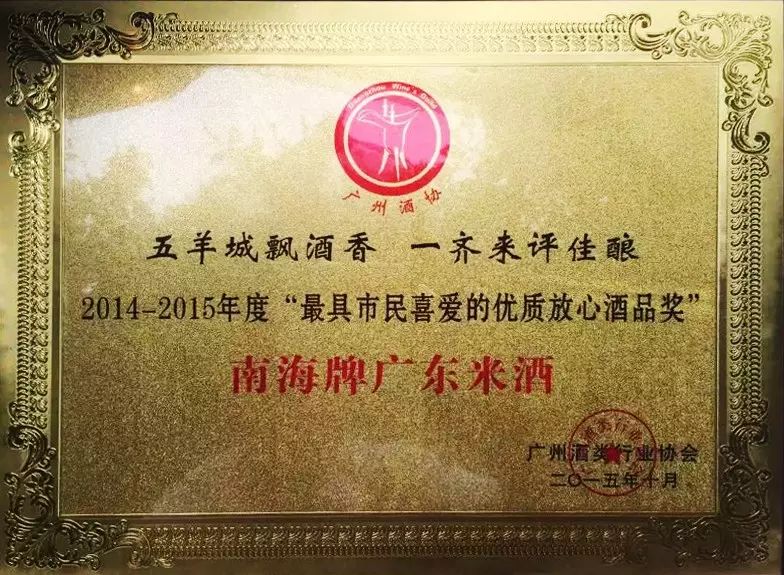 Guangzhou Wine's Guild
广州酒协
五羊城飘酒香 一齐来评佳酿
2014-2015年度“最具市民喜爱的优质放心酒品奖”
南海牌广东米酒
广州酒类行业协会
二〇一五年十月